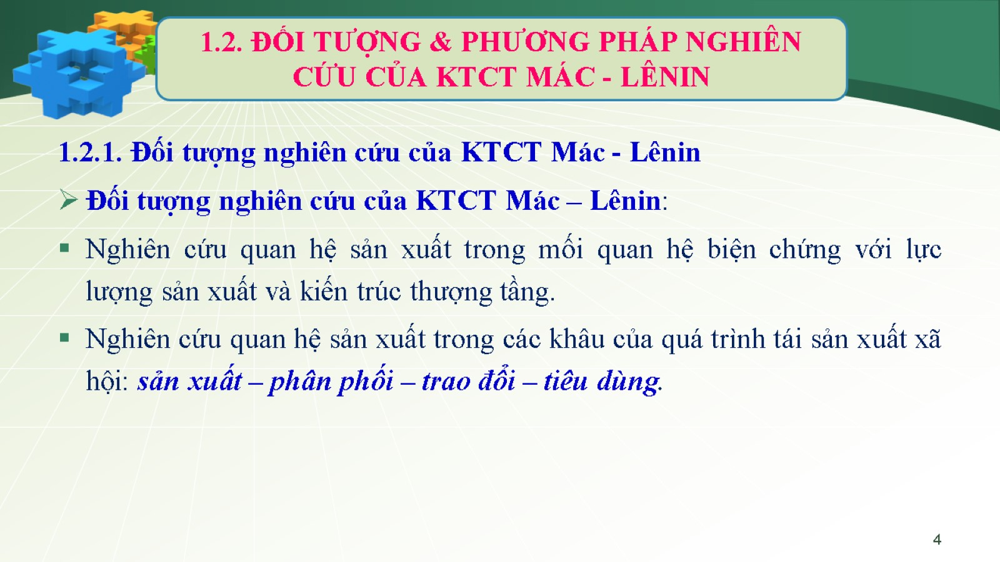 1.2. ĐỐI TƯỢNG & PHƯƠNG PHÁP NGHIÊN
CỨU CỦA KTCT MÁC - LÊNIN
1.2.1. Đối tượng nghiên cứu của KTCT Mác - Lênin
Đối tượng nghiên cứu của KTCT Mác – Lênin:
Nghiên cứu quan hệ sản xuất trong mối quan hệ biện chứng với lực
lượng sản xuất và kiến trúc thượng tầng.
Nghiên cứu quan hệ sản xuất trong các khâu của quá trình tái sản xuất xã
hội: sản xuất – phân phối – trao đổi – tiêu dùng.
4